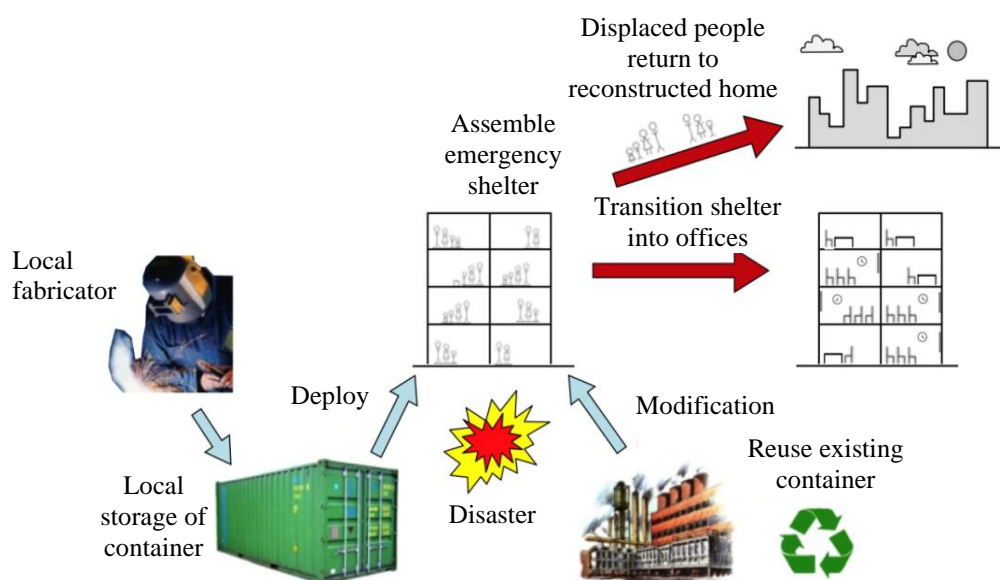 Displaced people
return to
reconstructed home
Assemble
emergency
shelter
Transition shelter
into offices
Local
fabricator
Deploy
Modification
Reuse existing
container
Local
storage of
container
Disaster